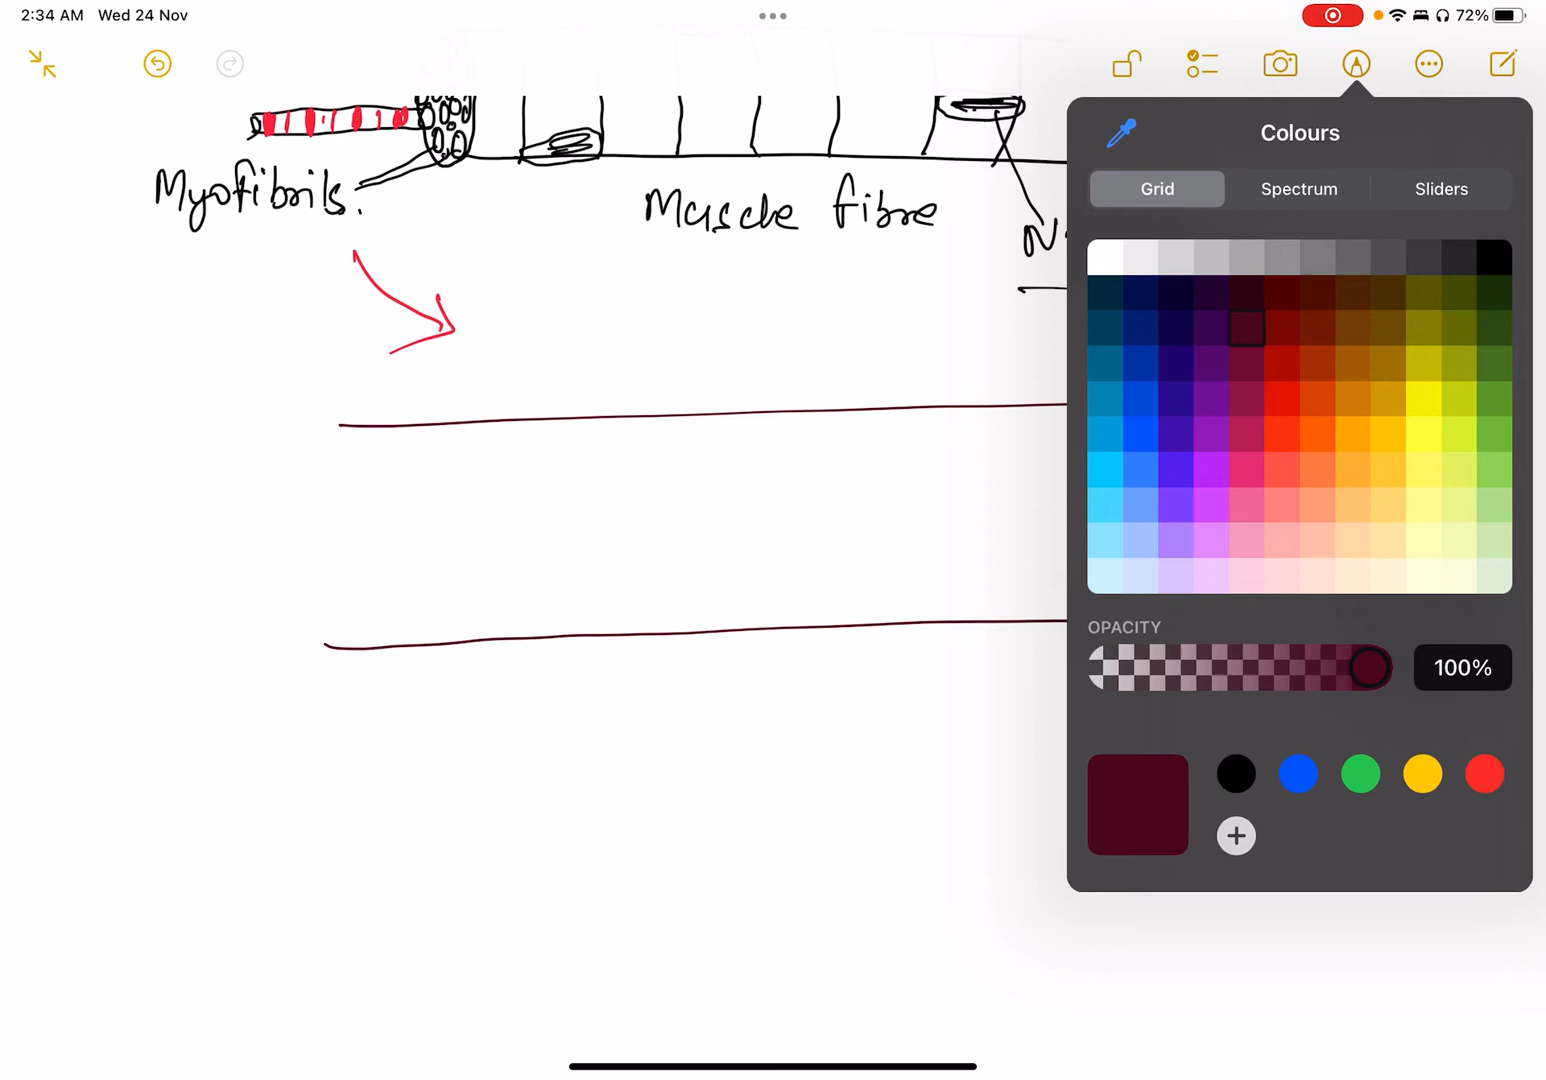 2:34 AM Wed 24 Nov
72%
Myofibrils.
Muscle fibre
N
Colours
Grid Spectrum Sliders
OPACITY
100%